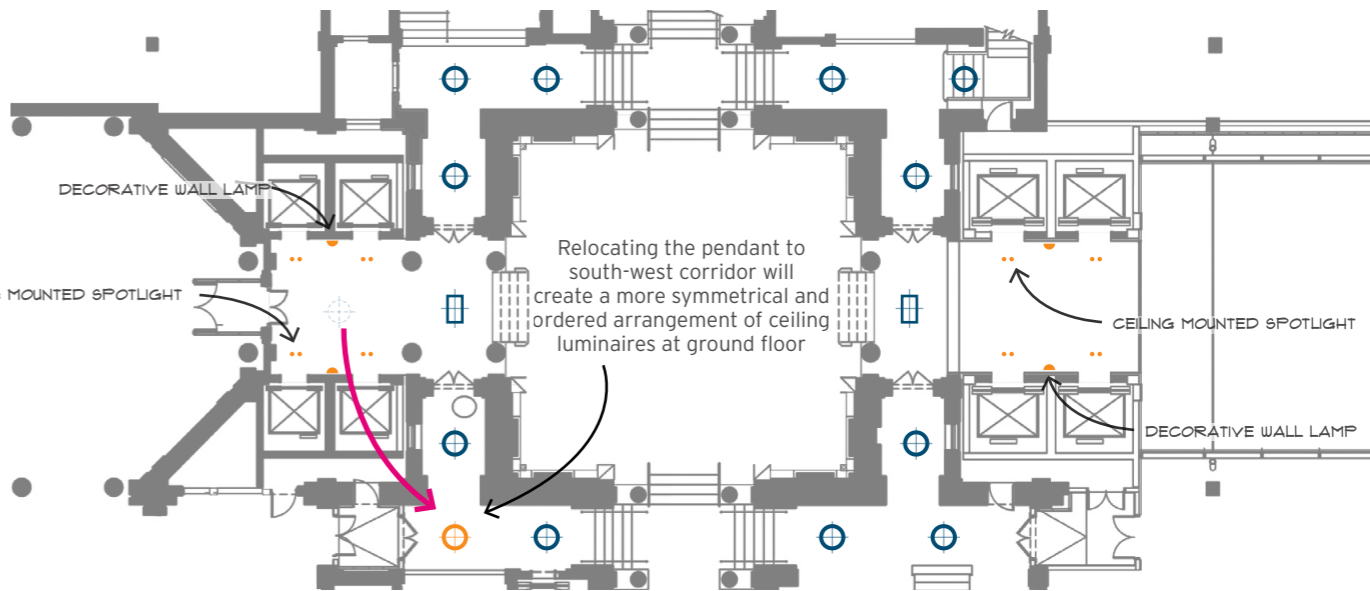 DECORATIVE WALL LAMP
MOUNTED SPOTLIGHT
Relocating the pendant to
south-west corridor will
create a more symmetrical and
ordered arrangement of ceiling
luminaires at ground floor
CEILING MOUNTED SPOTLIGHT
DECORATIVE WALL LAMP